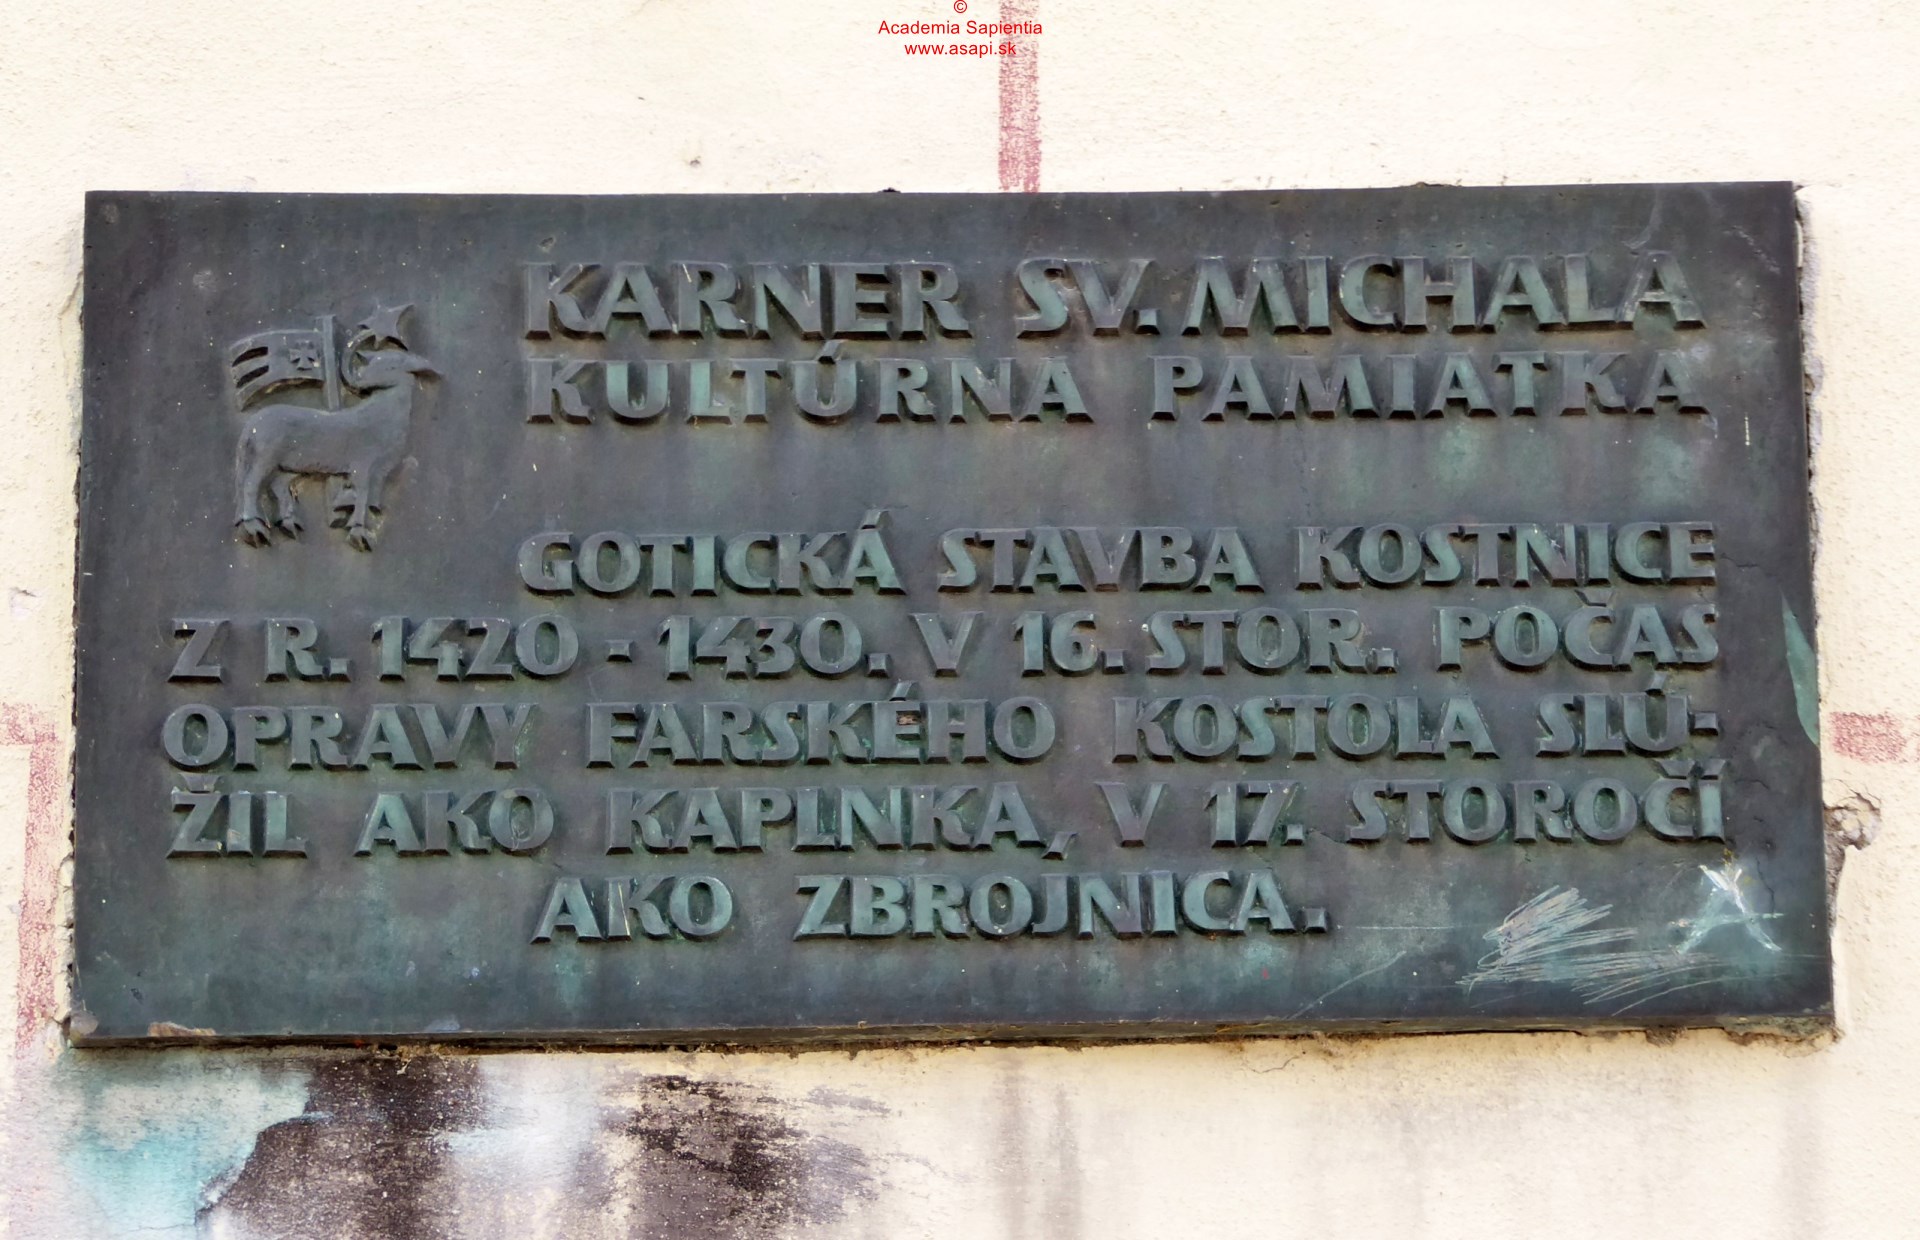 ©
Academia Sapientia
www.asapi.sk
KARNER SV. MICHALA
KULTÚRNA PAMIATKA
GOTICKÁ STAVBA KOSTNICE
Z R. 1420 - 1430. V 16. STOR. POČAS
OPRAVY FARSKÉHO KOSTOLA SLÚ-
ŽIL AKO KAPLNKA, V 17. STOROČÍ
AKO ZBROJNICA.